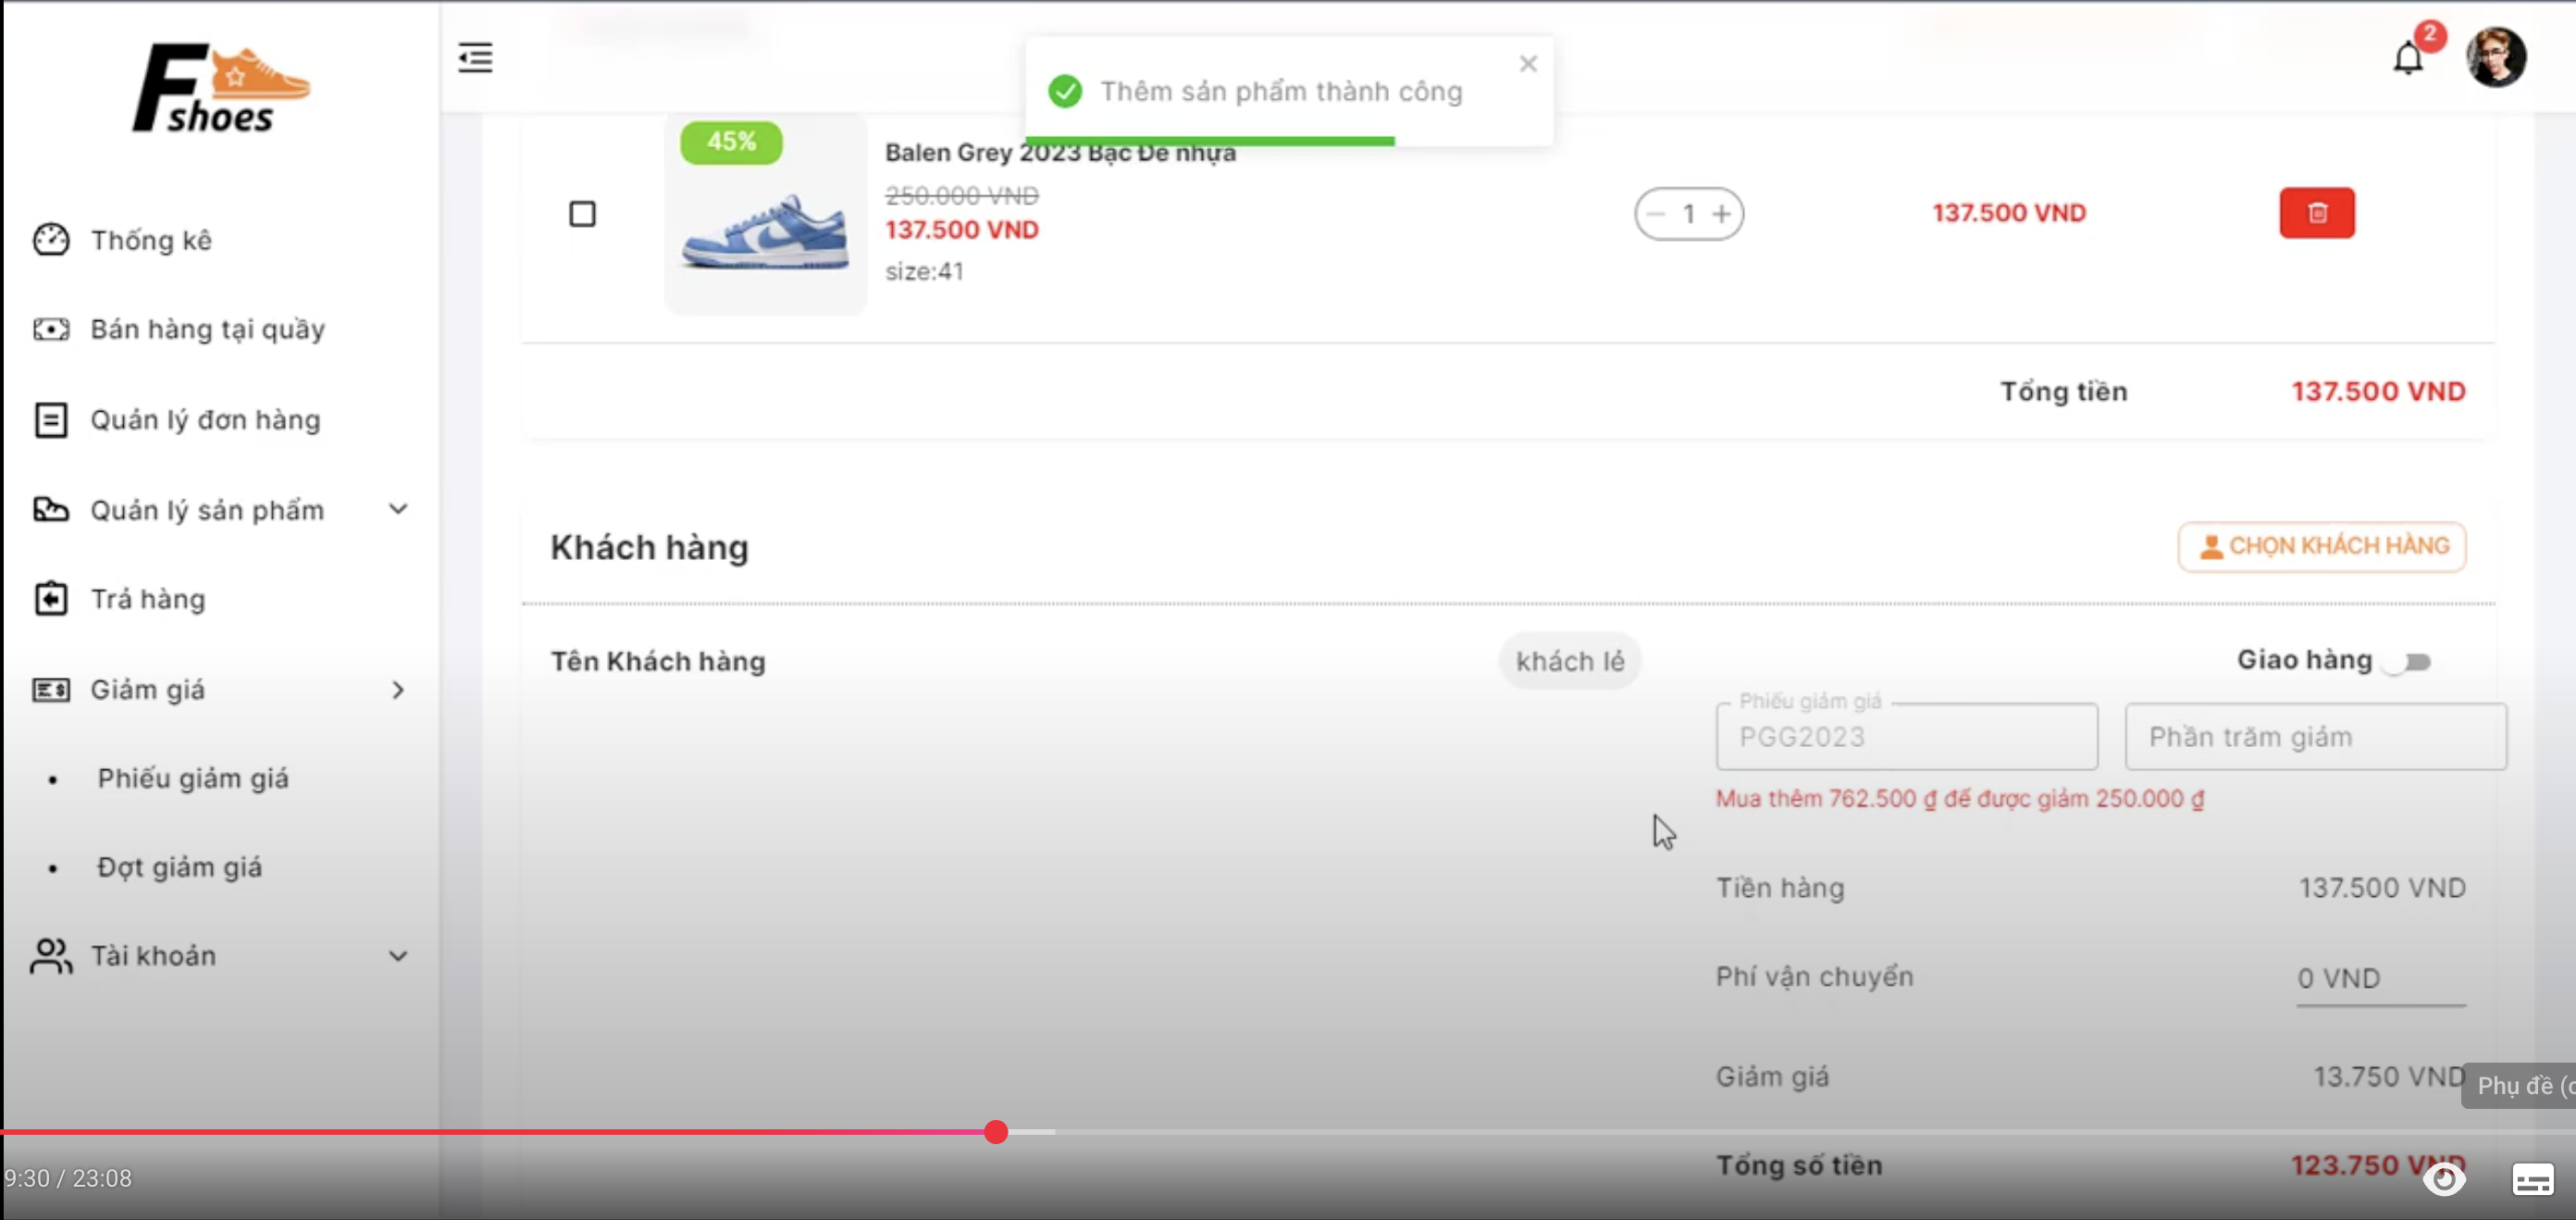 F
shoes
2
Thêm sản phẩm thành công
Thống kê
Bán hàng tại quầy
Quản lý đơn hàng
Quản lý sản phẩm
Trả hàng
Giảm giá
Phiếu giảm giá
Đợt giảm giá
Tài khoản
45%
Balen Grey 2023 Bạc Đế nhựa
250.000 VND
137.500 VND
size:41
1
137.500 VND
Tổng tiền 137.500 VND
Khách hàng
CHỌN KHÁCH HÀNG
Tên Khách hàng
khách lẻ
Giao hàng
Phiếu giảm giá
PGG2023
Phần trăm giảm
Mua thêm 762.500 ₫ để được giảm 250.000 ₫
Tiền hàng 137.500 VND
Phí vận chuyển 0 VND
Giảm giá 13.750 VND
Phụ đề (c
Tổng số tiền 123.750 VND
9:30 / 23:08